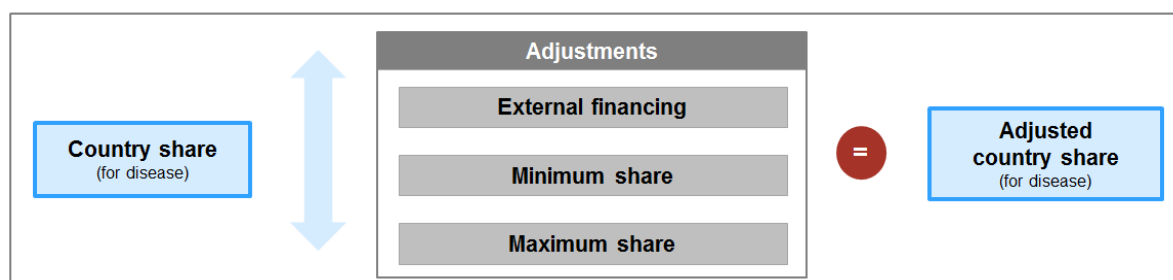 Country share
(for disease)
Adjustments
External financing
Minimum share
Maximum share
=
Adjusted
country share
(for disease)